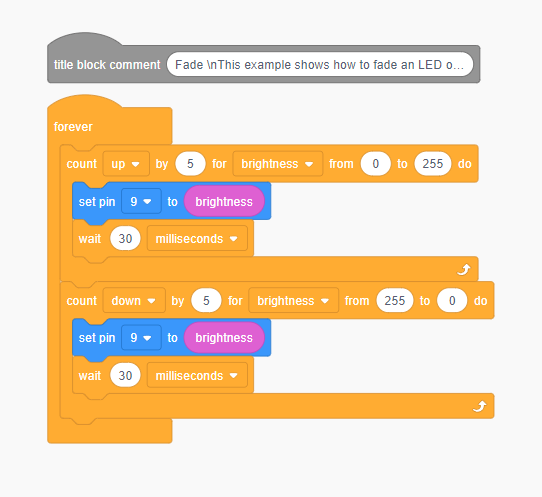 title block comment Fade \nThis example shows how to fade an LED o...
forever
count up by 5 for brightness from 0 to 255 do
set pin 9 to brightness
wait 30 milliseconds
count down by 5 for brightness from 255 to 0 do
set pin 9 to brightness
wait 30 milliseconds